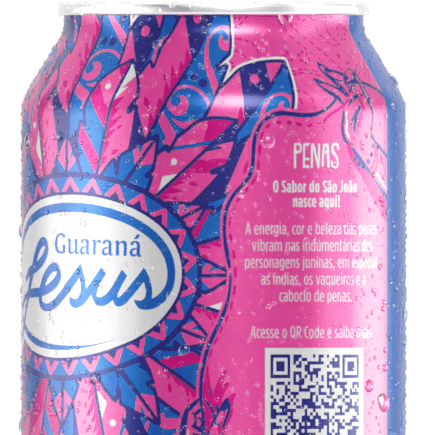 Guaraná
Jesus
PENAS
O Sabor do São João
nasce aqui!
A energia, cor e beleza das penas
vibram nas indumentárias dos
personagens juninas, em especial
as índias, os vaqueiros e o
caboclo de penas.
Acesse o QR Code e saiba mais